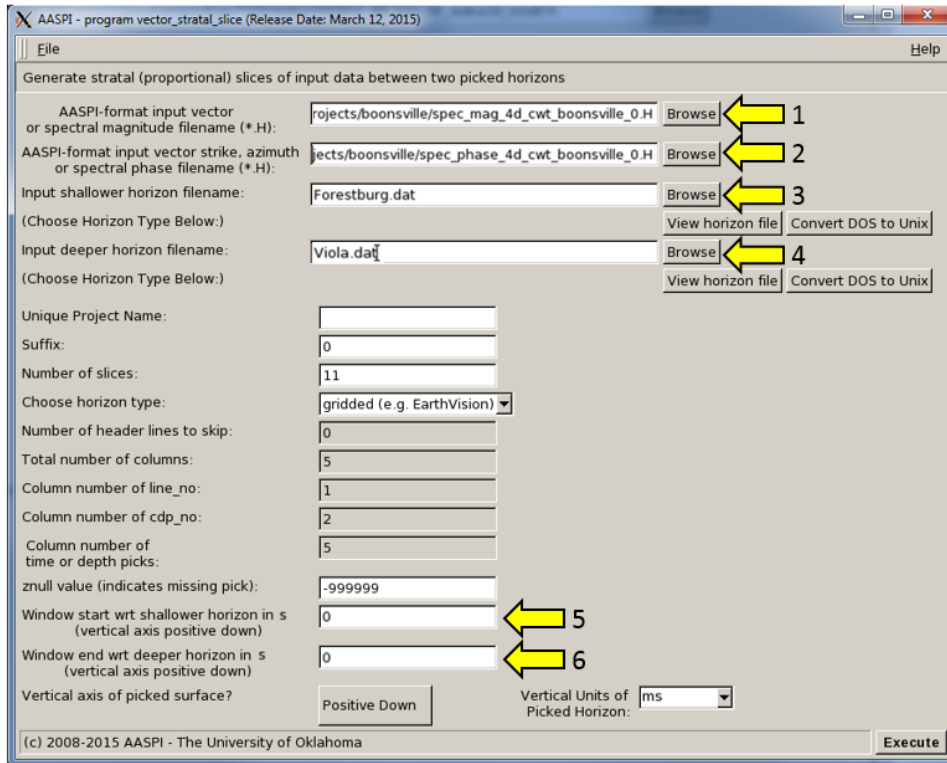 AASPI - program vector_stratal_slice (Release Date: March 12, 2015)
File Help
Generate stratal (proportional) slices of input data between two picked horizons
AASPI-format input vector
or spectral magnitude filename (*.H): rojects/boonsville/spec_mag_4d_cwt_boonsville_0.H Browse 1
AASPI-format input vector strike, azimuth
or spectral phase filename (*.H): jects/boonsville/spec_phase_4d_cwt_boonsville_0.H Browse 2
Input shallower horizon filename: Forestburg.dat Browse 3
(Choose Horizon Type Below:) View horizon file Convert DOS to Unix
Input deeper horizon filename: Viola.dat Browse 4
(Choose Horizon Type Below:) View horizon file Convert DOS to Unix
Unique Project Name:
Suffix: 0
Number of slices: 11
Choose horizon type: gridded (e.g. EarthVision)
Number of header lines to skip: 0
Total number of columns: 5
Column number of line_no: 1
Column number of cdp_no: 2
Column number of
time or depth picks: 5
znull value (indicates missing pick): -999999
Window start wrt shallower horizon in s
(vertical axis positive down) 0 5
Window end wrt deeper horizon in s
(vertical axis positive down) 0 6
Vertical axis of picked surface? Positive Down Vertical Units of
Picked Horizon: ms
(c) 2008-2015 AASPI - The University of Oklahoma Execute